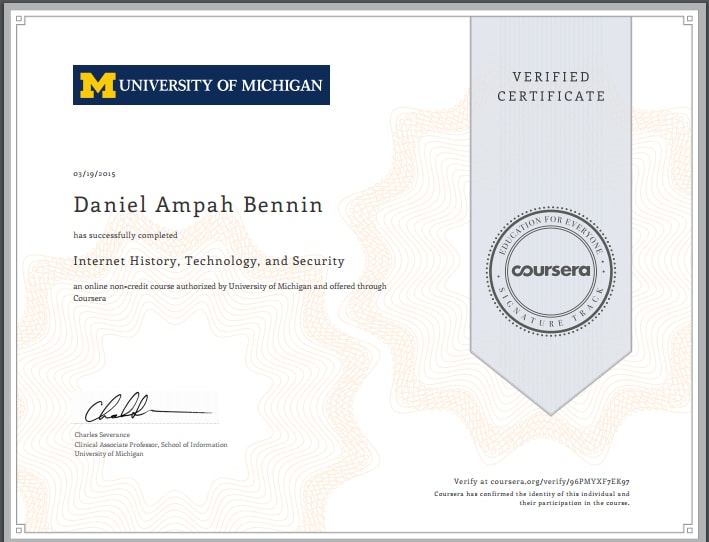 M UNIVERSITY OF MICHIGAN
VERIFIED
CERTIFICATE
03/19/2015
Daniel Ampah Bennin
has successfully completed
Internet History, Technology, and Security
an online non-credit course authorized by University of Michigan and offered through
Coursera
EDUCATION FOR EVERYONE
coursera
SIGNATURE TRACK
Charles Severance
Clinical Associate Professor, School of Information
University of Michigan
Verify at coursera.org/verify/96PMYXF7EK97
Coursera has confirmed the identity of this individual and
their participation in the course.